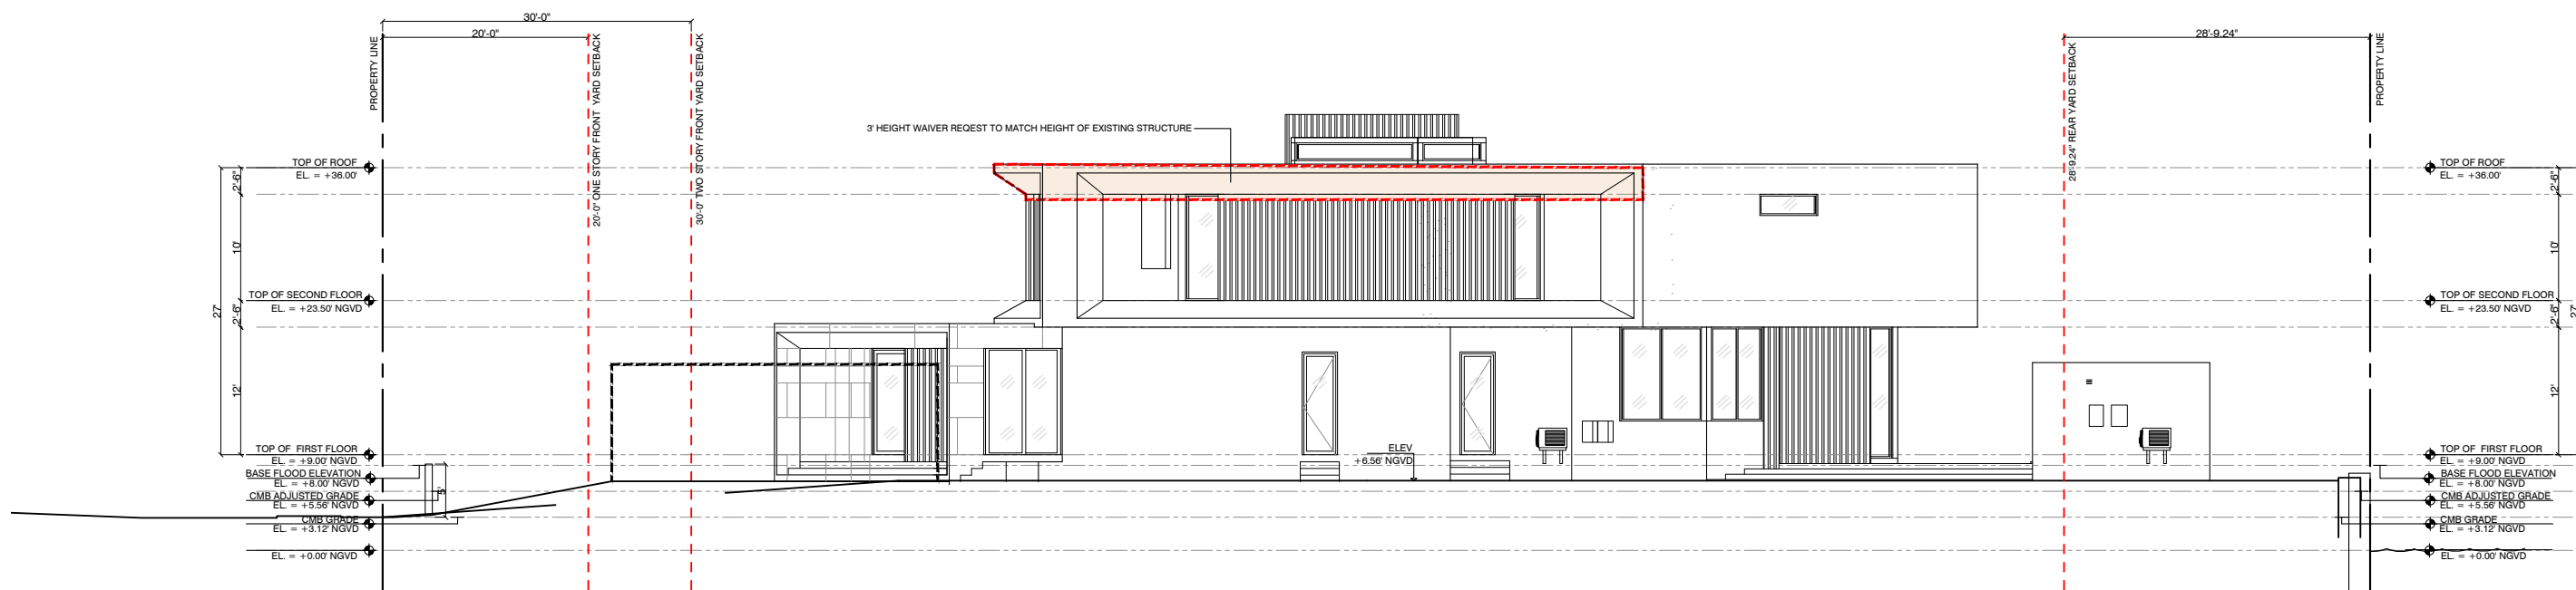 30'-0"
20'-0"
28'-9.24"
PROPERTY LINE
20'-0" ONE STORY FRONT YARD SETBACK
30'-0" TWO STORY FRONT YARD SETBACK
28'-9.24" REAR YARD SETBACK
PROPERTY LINE
3' HEIGHT WAIVER REQEST TO MATCH HEIGHT OF EXISTING STRUCTURE
TOP OF ROOF
EL. = +36.00'
2'-6"
10'
27'
TOP OF SECOND FLOOR
EL. = +23.50' NGVD
2'-6"
12'
TOP OF FIRST FLOOR
EL. = +9.00' NGVD
BASE FLOOD ELEVATION
EL. = +8.00' NGVD
5'
CMB ADJUSTED GRADE
EL. = +5.56' NGVD
CMB GRADE
EL. = +3.12' NGVD
EL. = +0.00' NGVD
ELEV
+6.56' NGVD
TOP OF ROOF
EL. = +36.00'
2'-6"
10'
TOP OF SECOND FLOOR
EL. = +23.50' NGVD
2'-6"
27'
12'
TOP OF FIRST FLOOR
EL. = +9.00' NGVD
BASE FLOOD ELEVATION
EL. = +8.00' NGVD
CMB ADJUSTED GRADE
EL. = +5.56' NGVD
CMB GRADE
EL. = +3.12' NGVD
EL. = +0.00' NGVD